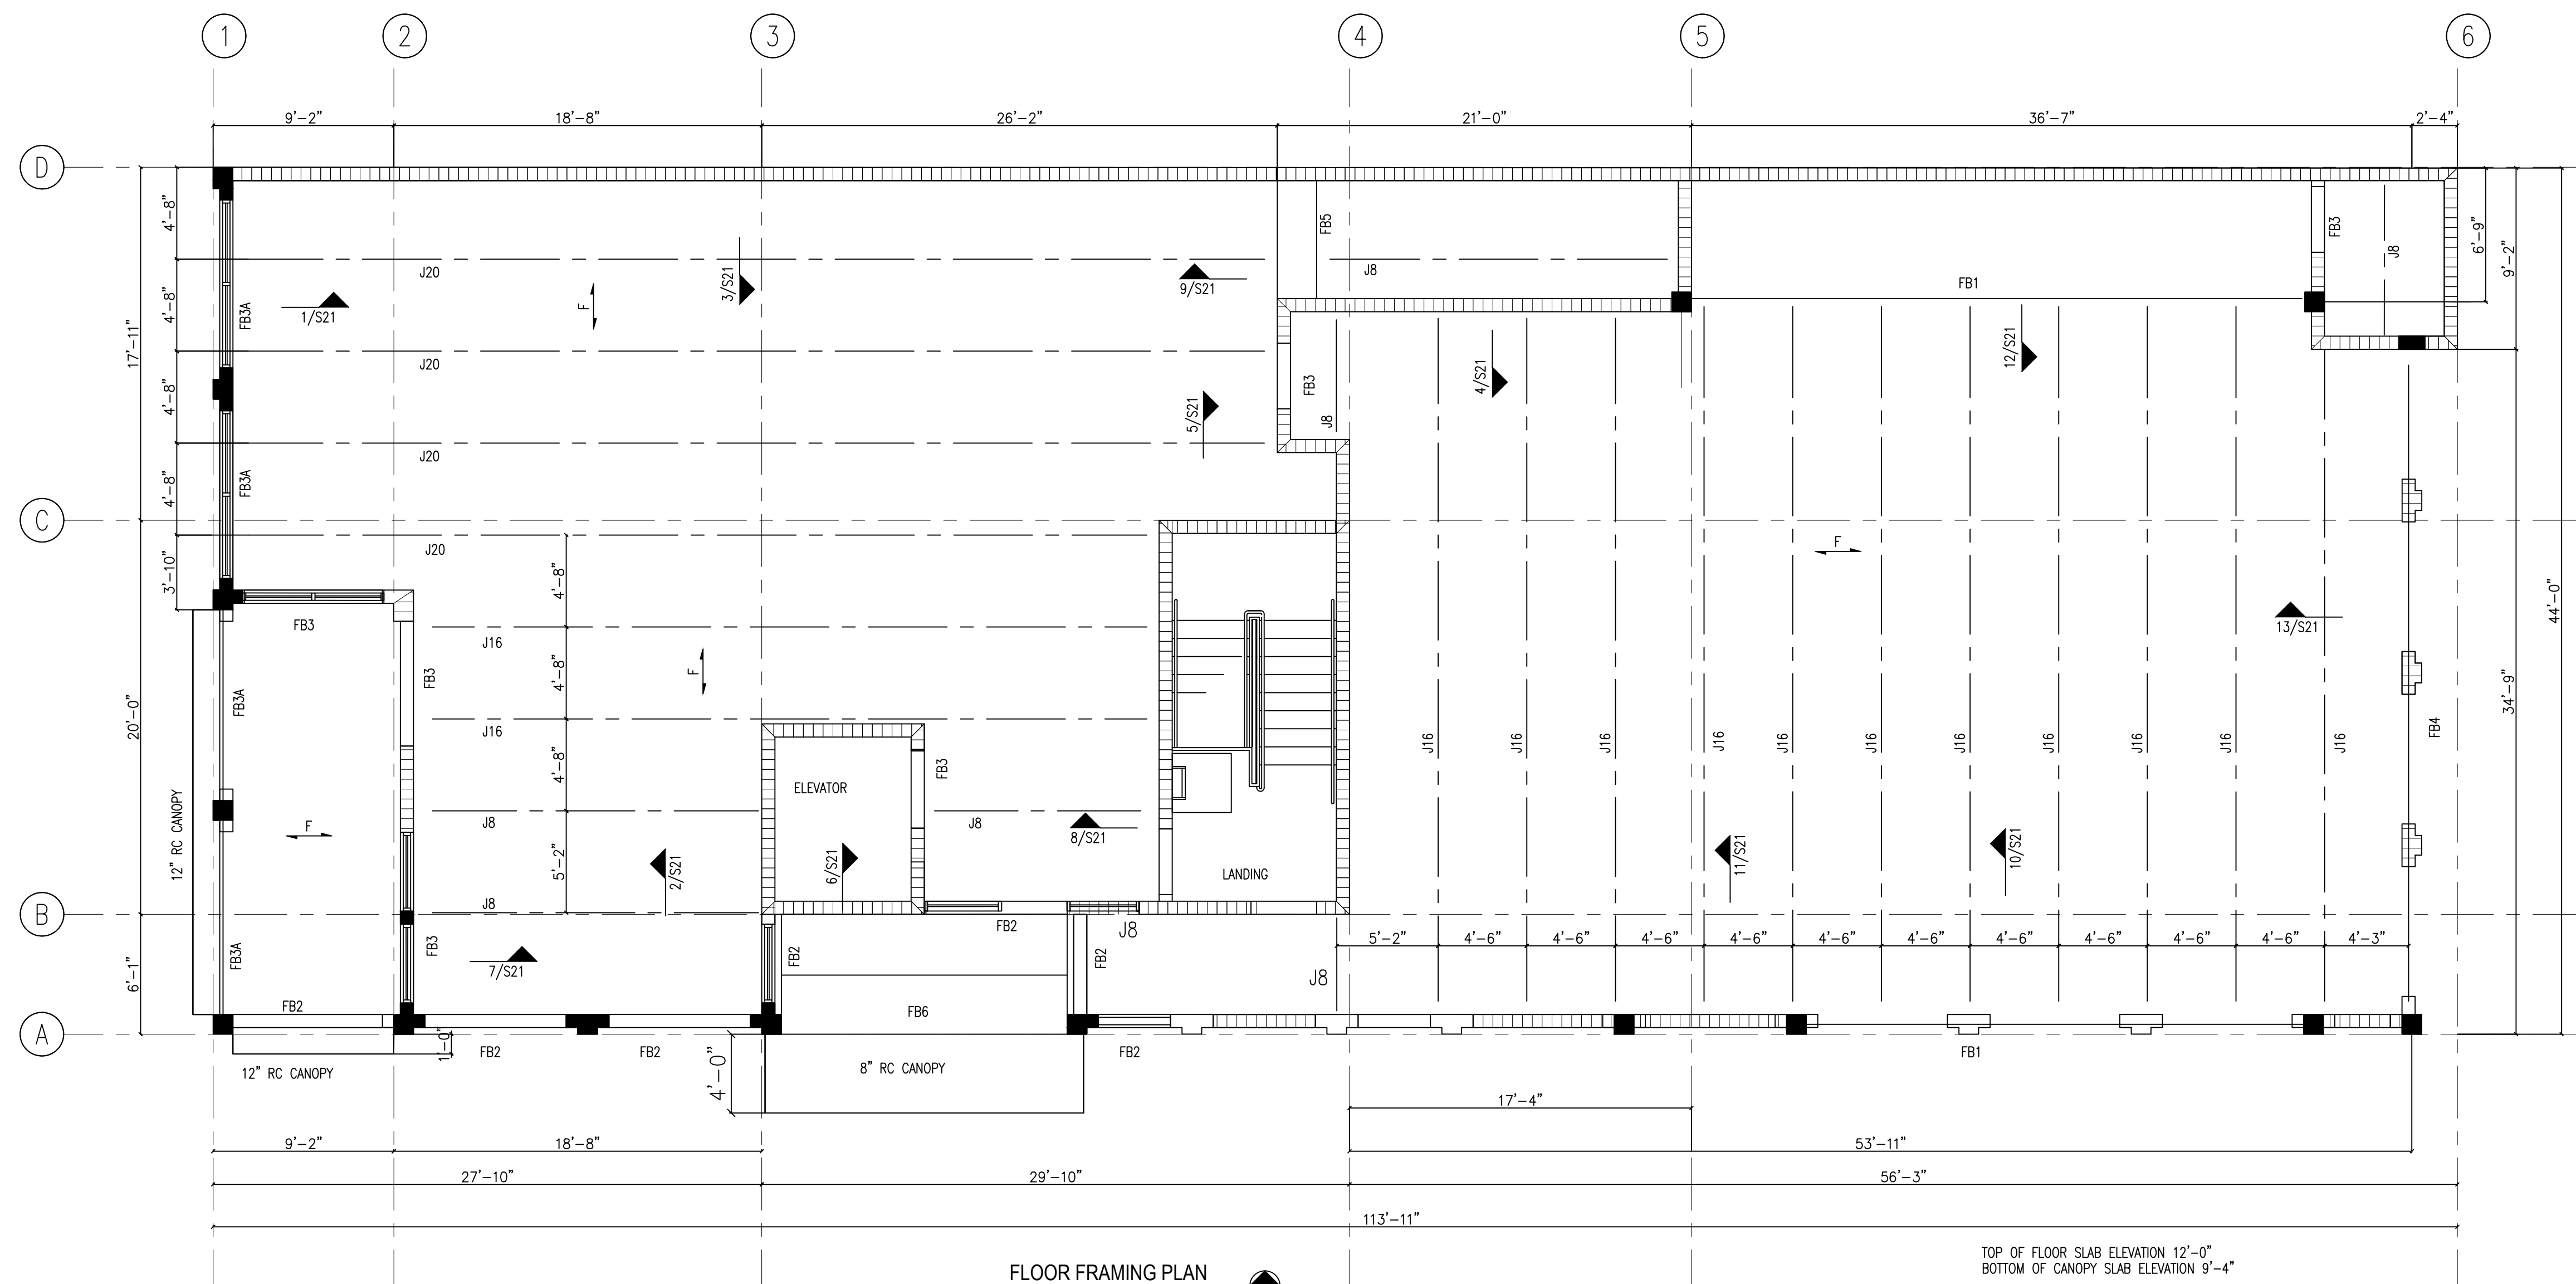 1 2 3 4 5 6
9'-2" 18'-8" 26'-2" 21'-0" 36'-7" 2'-4"
D
4'-8"
FB5
FB3
J8
6'-9"
9'-2"
J20
3/S21
9/S21
J8
FB1
F
1/S21
FB3A
4'-8"
17'-11"
J20
5/S21
FB3
J8
4/S21
12/S21
4'-8"
J20
FB3A
4'-8"
C
J20
F
3'-10"
4'-8"
44'-0"
FB3
J16
13/S21
FB3A
FB3
4'-8"
F
20'-0"
34'-9"
J16
J16 J16 J16 J16 J16 J16 J16 J16 J16 J16 J16
FB4
4'-8"
ELEVATOR
FB3
12" RC CANOPY
F
J8
J8
8/S21
5'-2"
2/S21
6/S21
11/S21
10/S21
LANDING
J8
B
FB2
J8
5'-2" 4'-6" 4'-6" 4'-6" 4'-6" 4'-6" 4'-6" 4'-6" 4'-6" 4'-6" 4'-6" 4'-3"
FB3A
FB3
FB2
FB2
7/S21
J8
6'-1"
FB2
FB6
A
1'-0"
FB2
FB2
FB2
FB1
12" RC CANOPY
4'-0"
8" RC CANOPY
17'-4"
9'-2" 18'-8" 53'-11"
27'-10" 29'-10" 56'-3"
113'-11"
FLOOR FRAMING PLAN
TOP OF FLOOR SLAB ELEVATION 12'-0"
BOTTOM OF CANOPY SLAB ELEVATION 9'-4"